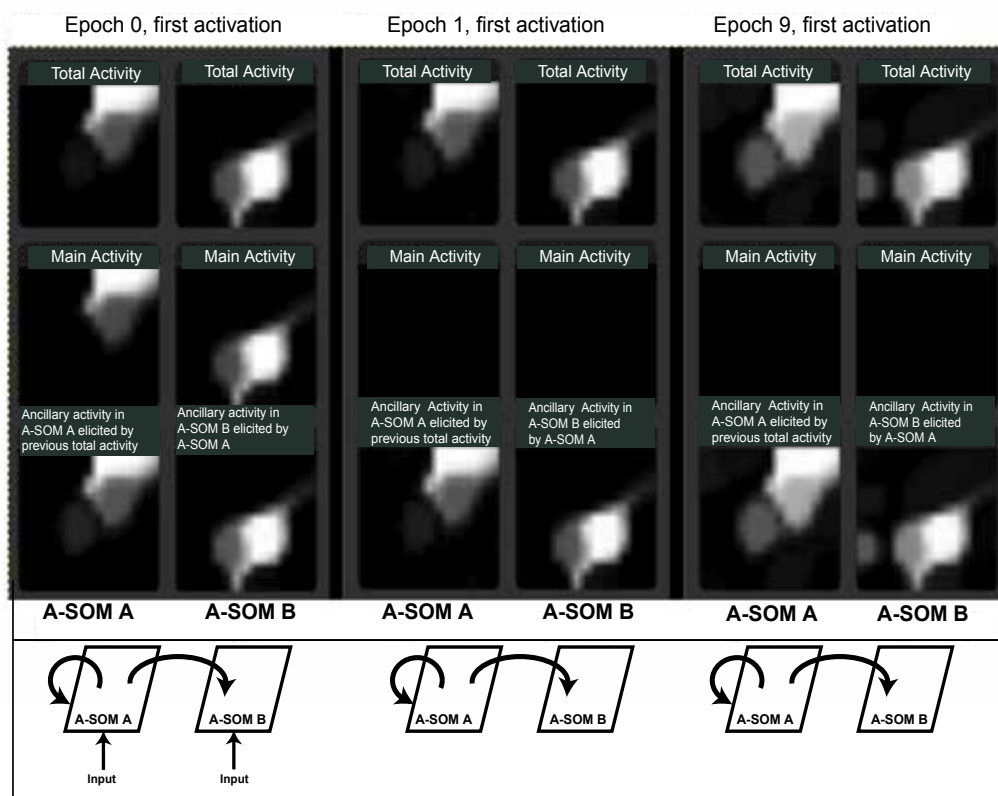 Epoch 0, first activation
Epoch 1, first activation
Epoch 9, first activation
Total Activity
Total Activity
Total Activity
Total Activity
Total Activity
Total Activity
Main Activity
Main Activity
Main Activity
Main Activity
Main Activity
Main Activity
Ancillary activity in
A-SOM A elicited by
previous total activity
Ancillary activity in
A-SOM B elicited by
A-SOM A
Ancillary Activity in
A-SOM A elicited by
previous total activity
Ancillary Activity in
A-SOM B elicited
by A-SOM A
Ancillary Activity in
A-SOM A elicited by
previous total activity
Ancillary Activity in
A-SOM B elicited
by A-SOM A
A-SOM A
A-SOM B
A-SOM A
A-SOM B
A-SOM A
A-SOM B
A-SOM A
A-SOM B
A-SOM A
A-SOM B
A-SOM A
A-SOM B
Input
Input